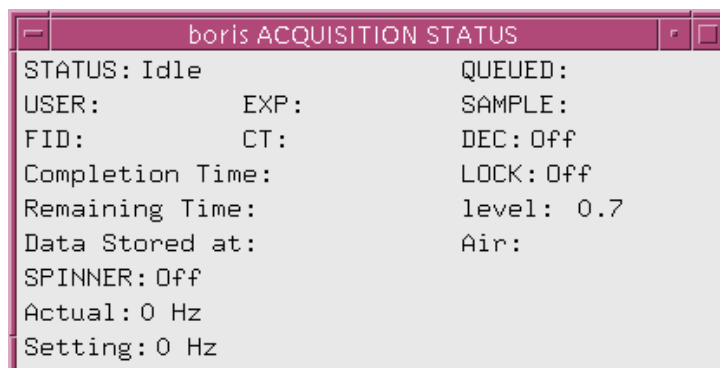 boris ACQUISITION STATUS
STATUS: Idle QUEUED:
USER: EXP: SAMPLE:
FID: CT: DEC: Off
Completion Time: LOCK: Off
Remaining Time: level: 0.7
Data Stored at: Air:
SPINNER: Off
Actual: 0 Hz
Setting: 0 Hz